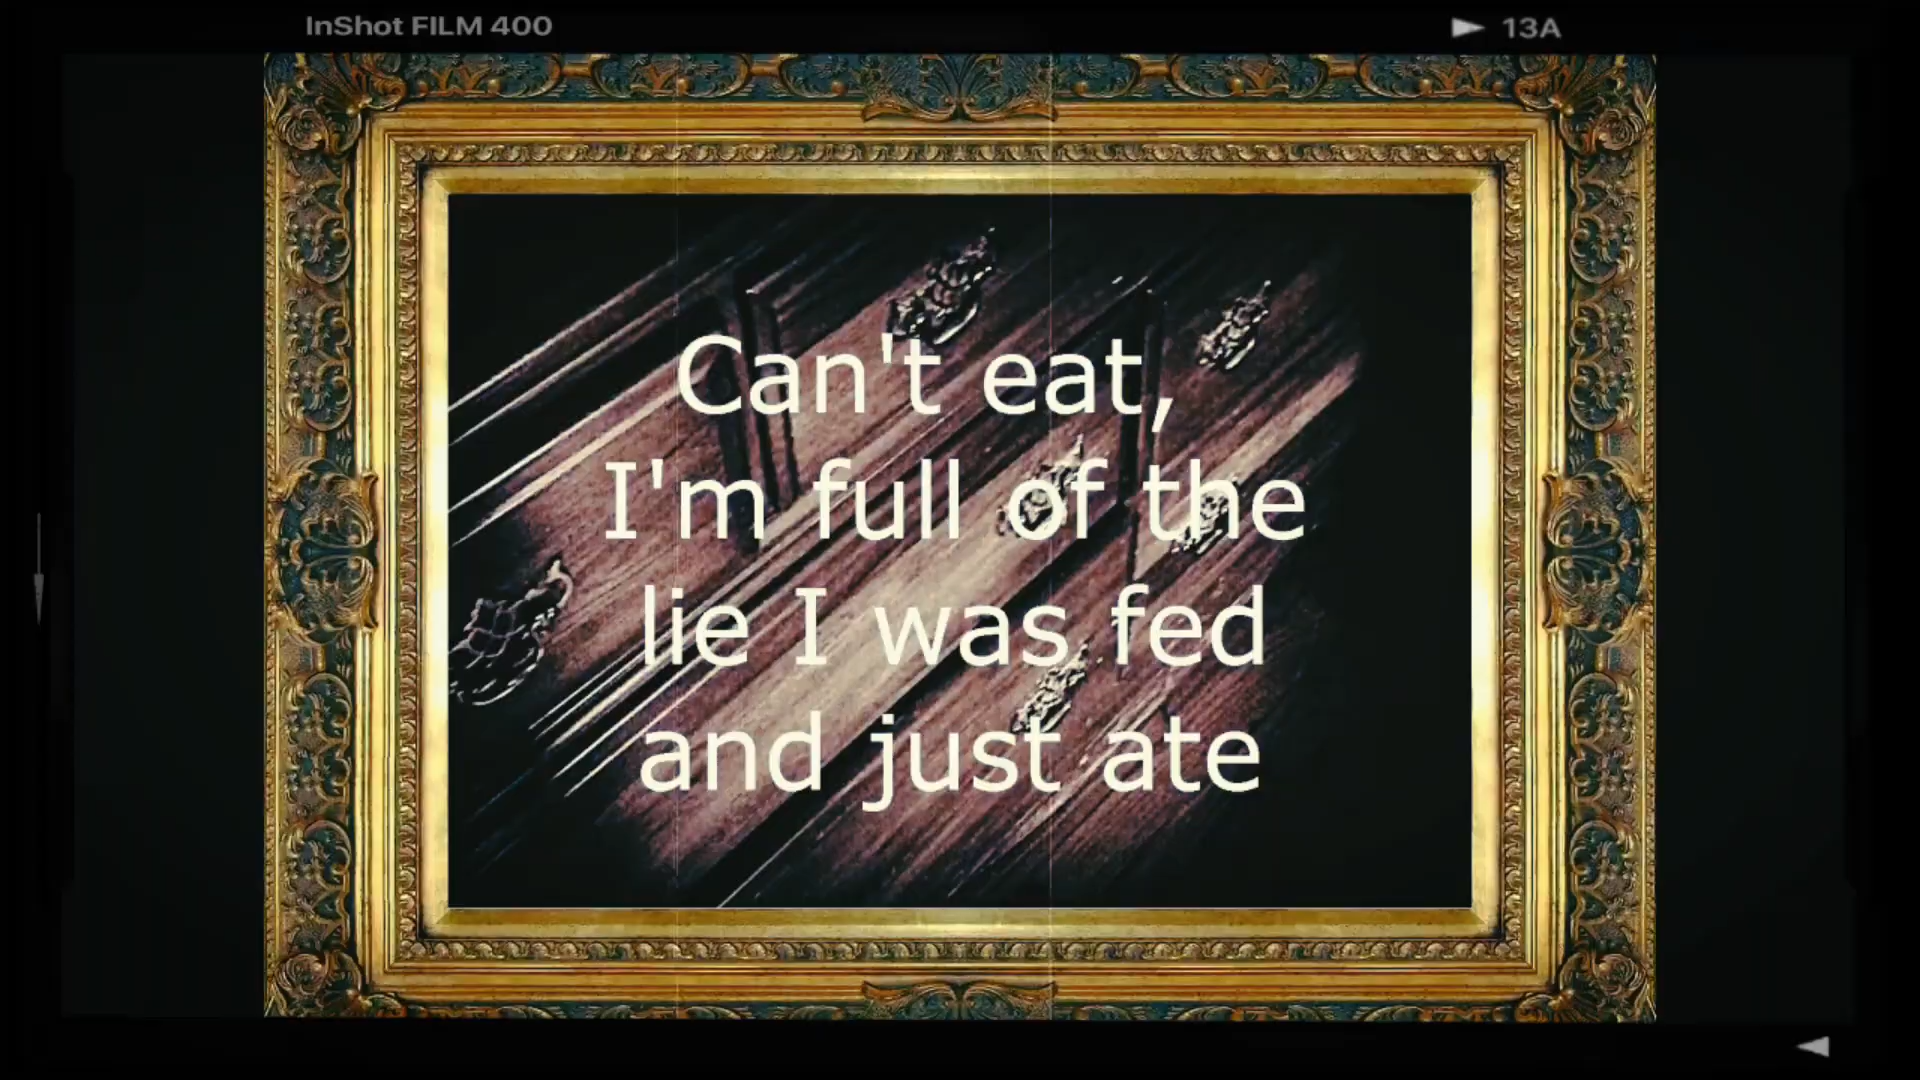 InShot FILM 400
13A
Can't eat,
I'm full of the
lie I was fed
and just ate